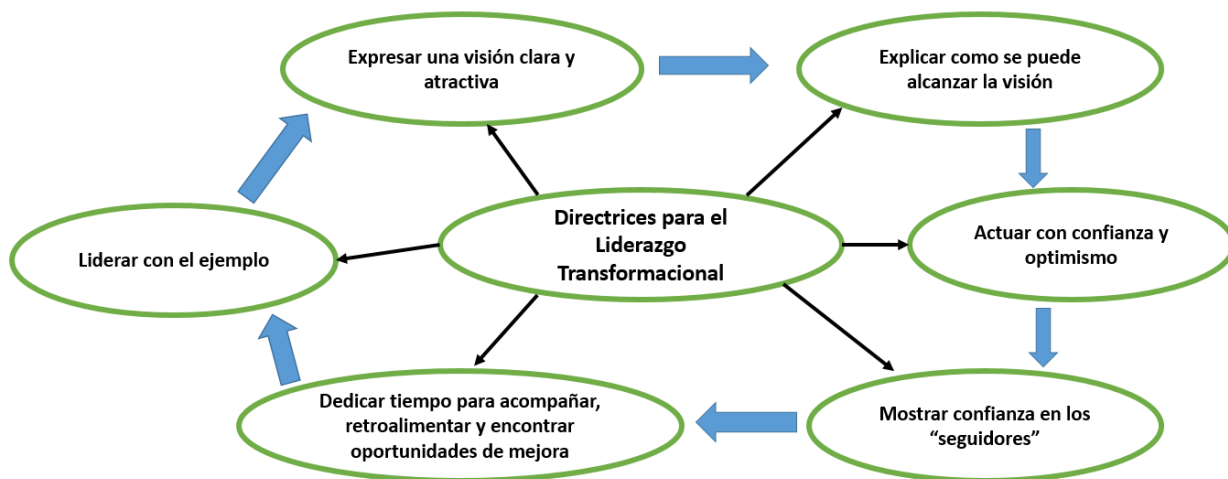 Expresar una visión clara y
atractiva
Explicar como se puede
alcanzar la visión
Directrices para el
Liderazgo
Transformacional
Actuar con confianza y
optimismo
Liderar con el ejemplo
Dedicar tiempo para acompañar,
retroalimentar y encontrar
oportunidades de mejora
Mostrar confianza en los
“seguidores”